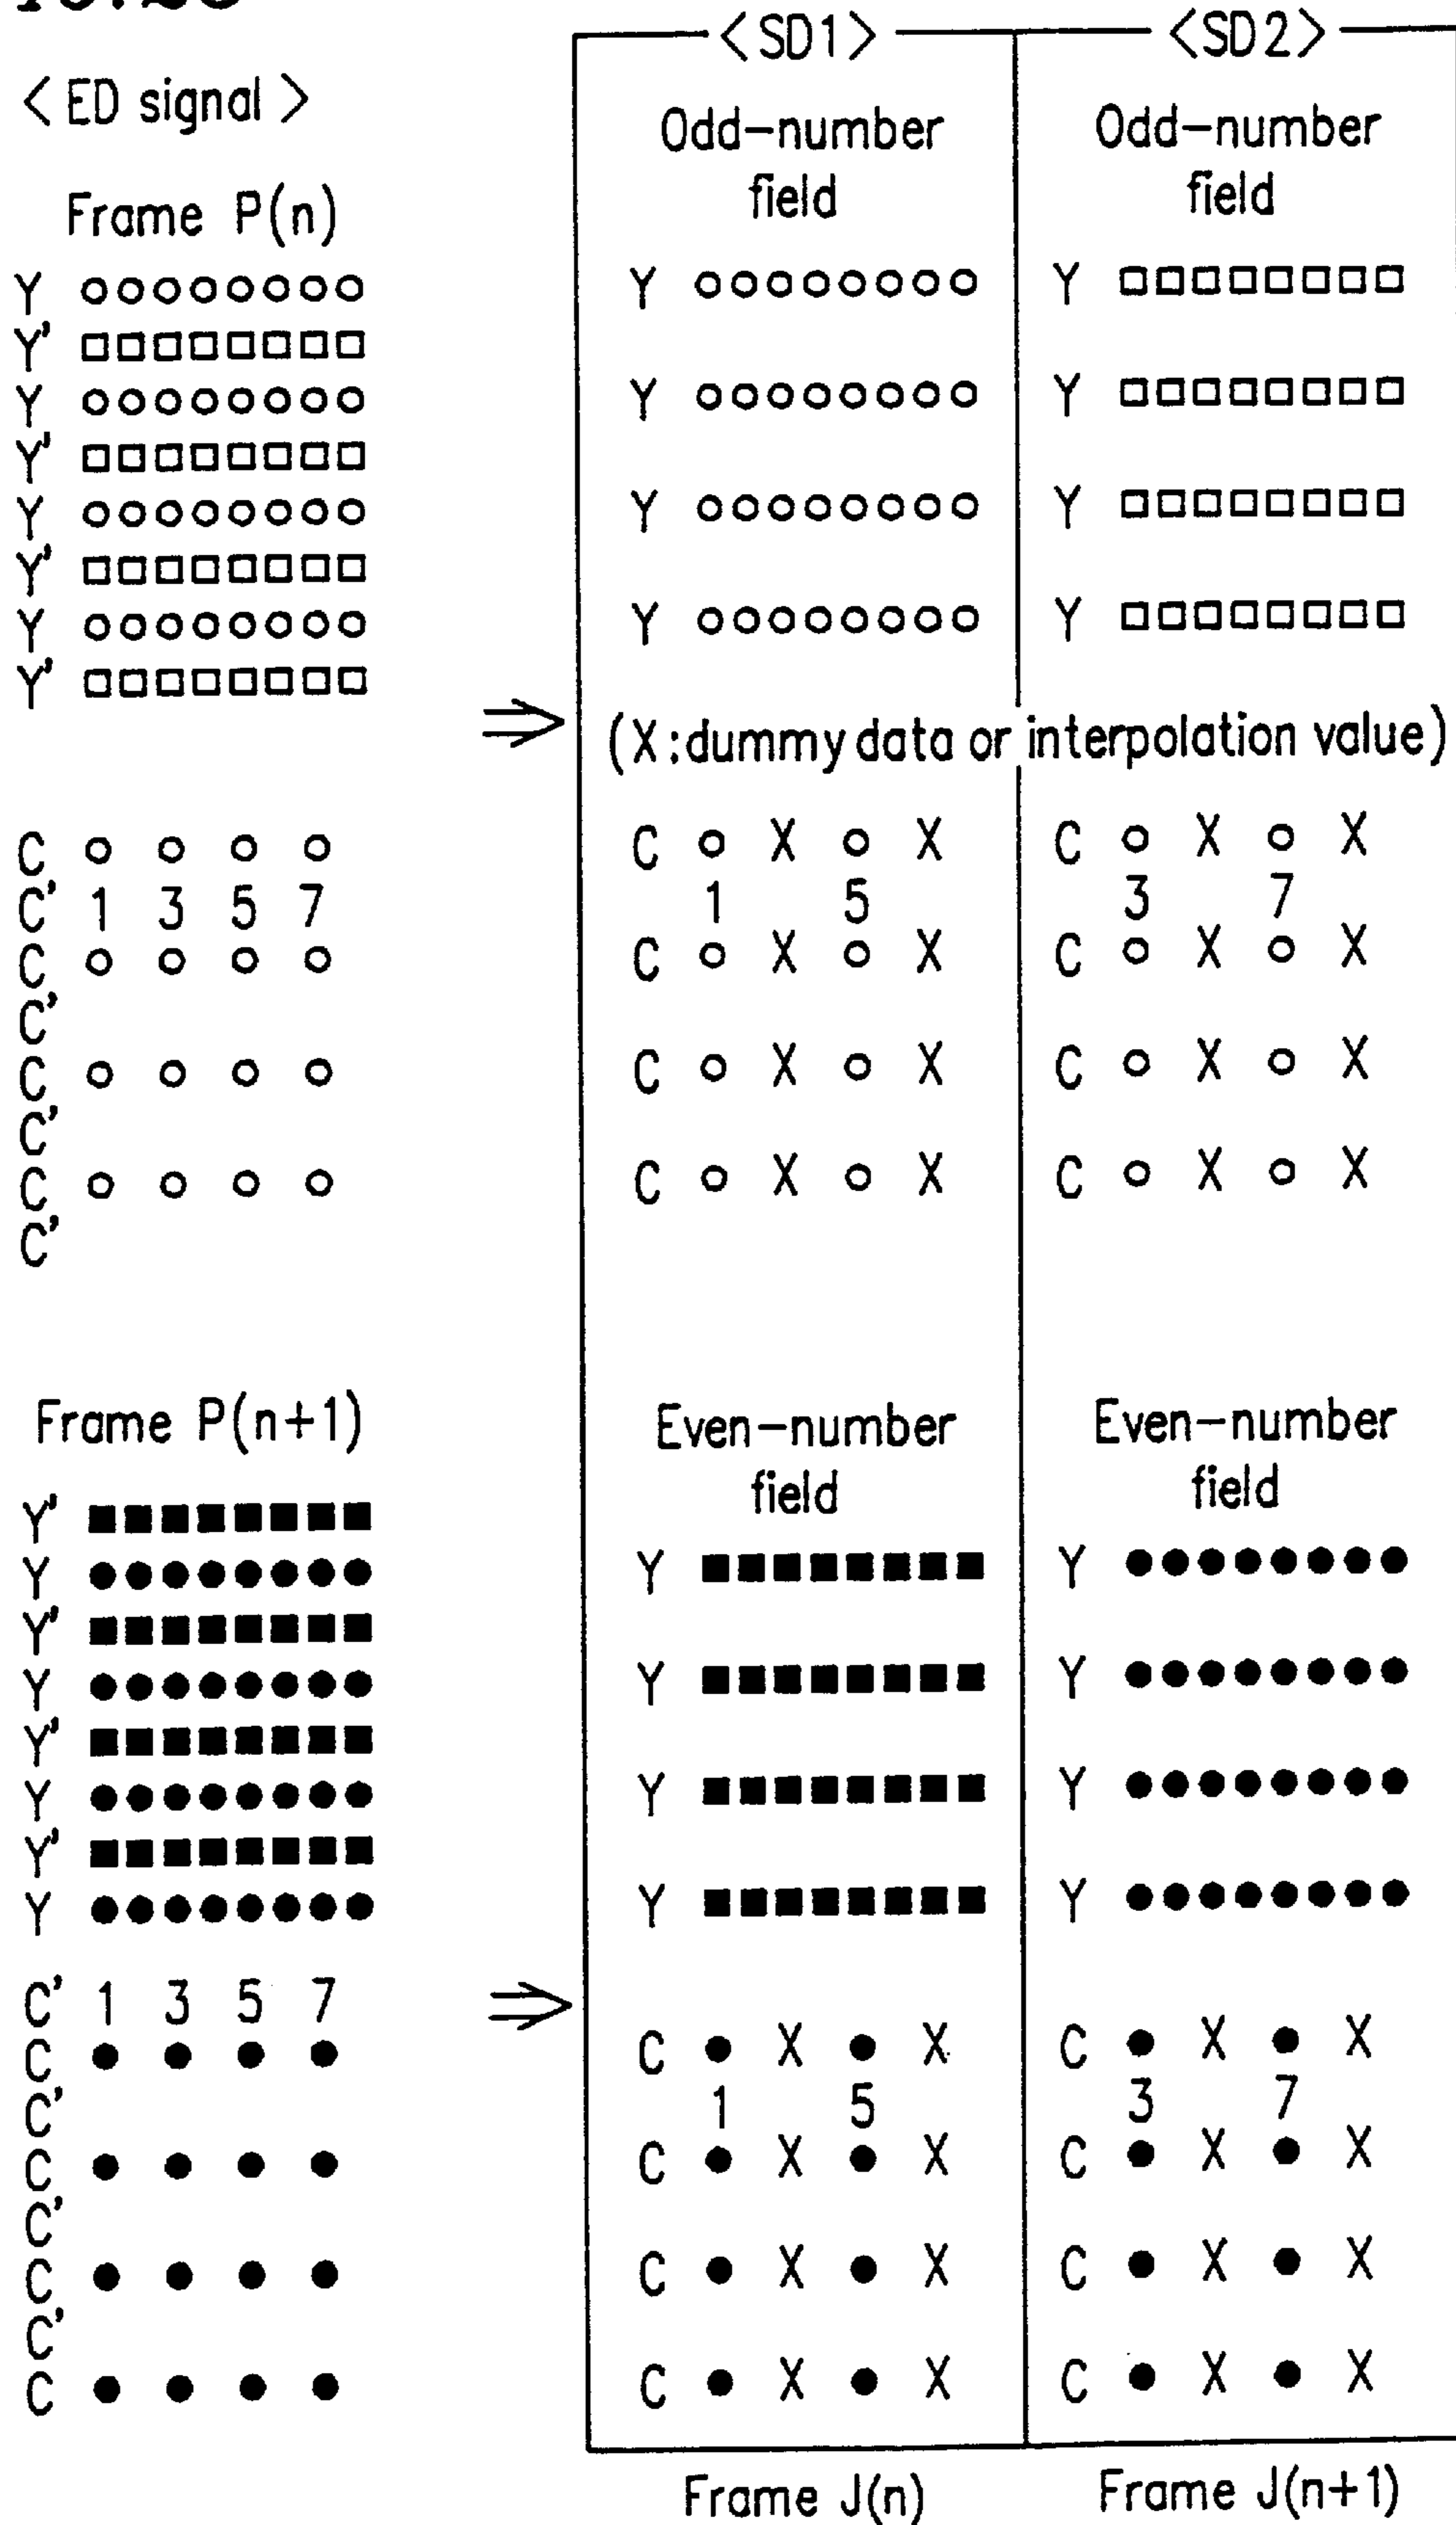 < ED signal >
Frame P(n)
Y
Y'
Y
Y'
Y
Y'
Y
Y'
C
C' 1 3 5 7
C
C'
C
C'
C
C'
Frame P(n+1)
Y'
Y
Y'
Y
Y'
Y
Y'
Y
C' 1 3 5 7
C
C'
C
C'
C
C'
C
<SD1>
Odd-number
field
Y
Y
Y
Y
(X:dummy data or interpolation value)
C X X
1 5
C X X
C X X
C X X
Even-number
field
Y
Y
Y
Y
C X X
1 5
C X X
C X X
C X X
Frame J(n)
<SD2>
Odd-number
field
Y
Y
Y
Y
C X X
3 7
C X X
C X X
C X X
Even-number
field
Y
Y
Y
Y
C X X
3 7
C X X
C X X
C X X
Frame J(n+1)